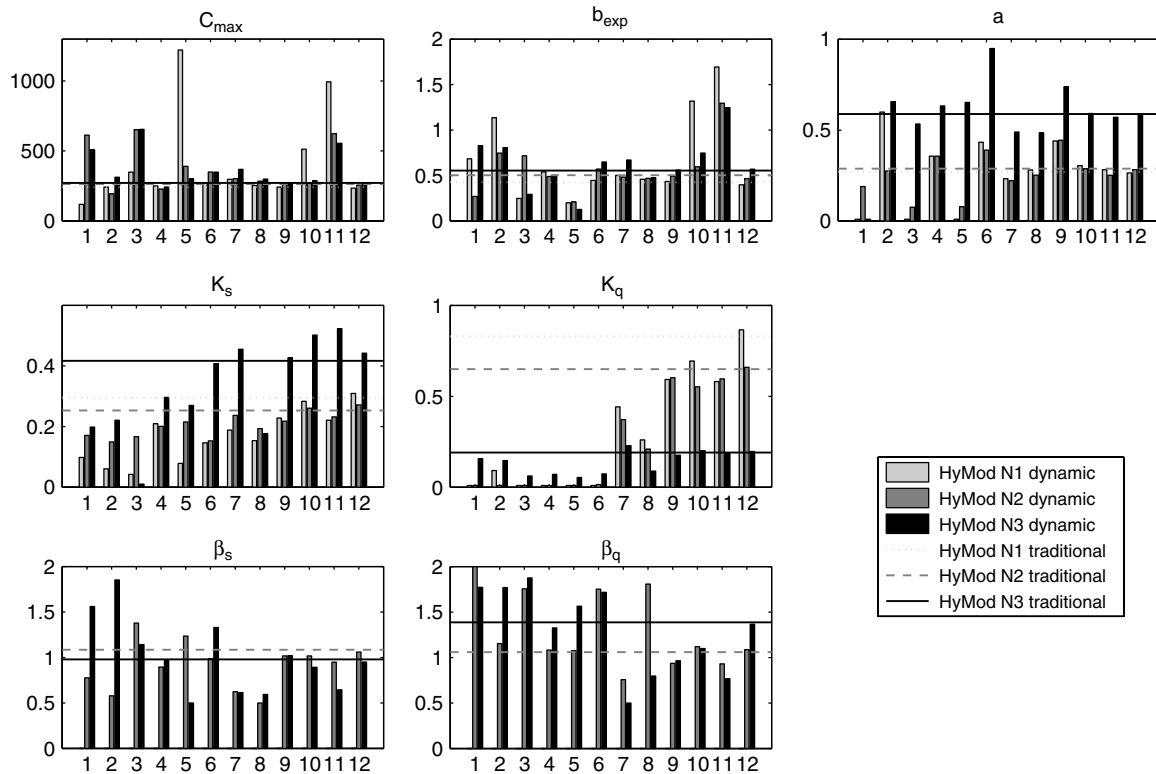 C_max
1000
500
0
1 2 3 4 5 6 7 8 9 10 11 12
b_exp
2
1.5
1
0.5
0
1 2 3 4 5 6 7 8 9 10 11 12
a
1
0.5
0
1 2 3 4 5 6 7 8 9 10 11 12
K_s
0.4
0.2
0
1 2 3 4 5 6 7 8 9 10 11 12
K_q
1
0.5
0
1 2 3 4 5 6 7 8 9 10 11 12
β_s
2
1.5
1
0.5
0
1 2 3 4 5 6 7 8 9 10 11 12
β_q
2
1.5
1
0.5
0
1 2 3 4 5 6 7 8 9 10 11 12
HyMod N1 dynamic
HyMod N2 dynamic
HyMod N3 dynamic
HyMod N1 traditional
HyMod N2 traditional
HyMod N3 traditional